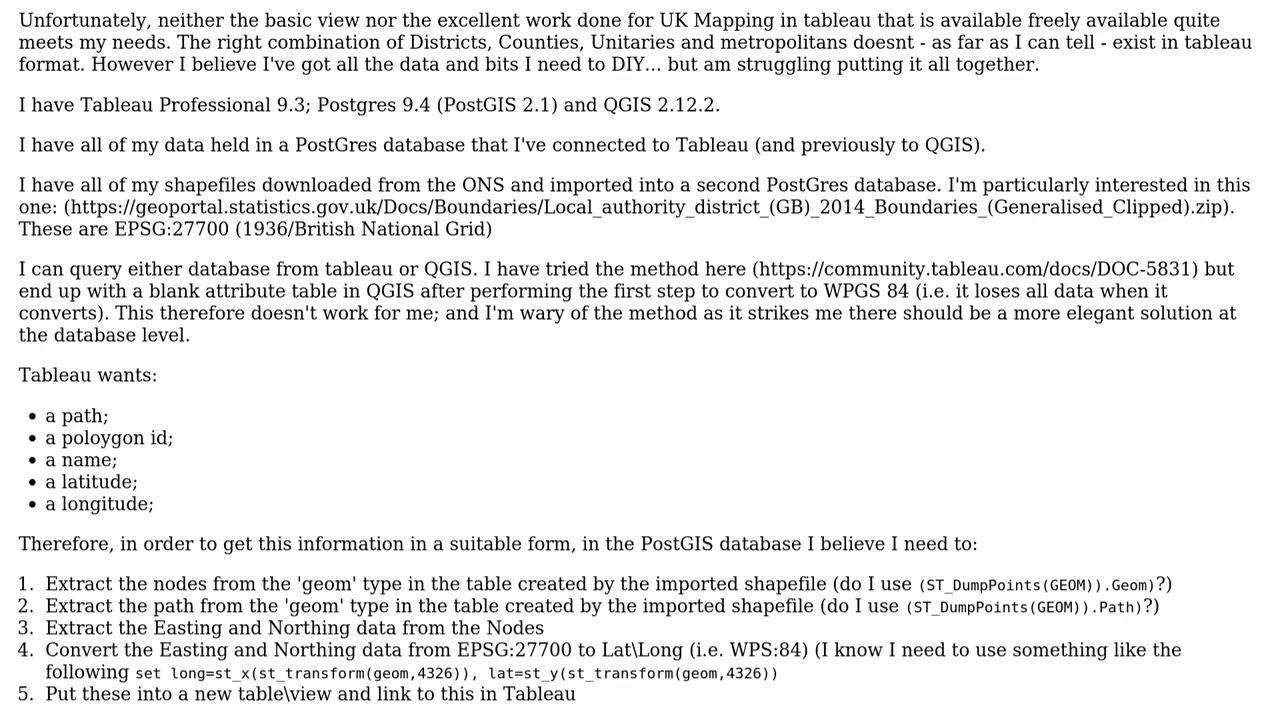 Unfortunately, neither the basic view nor the excellent work done for UK Mapping in tableau that is available freely available quite
meets my needs. The right combination of Districts, Counties, Unitaries and metropolitans doesnt - as far as I can tell - exist in tableau
format. However I believe I've got all the data and bits I need to DIY... but am struggling putting it all together.
I have Tableau Professional 9.3; Postgres 9.4 (PostGIS 2.1) and QGIS 2.12.2.
I have all of my data held in a PostGres database that I've connected to Tableau (and previously to QGIS).
I have all of my shapefiles downloaded from the ONS and imported into a second PostGres database. I'm particularly interested in this
one: (https://geoportal.statistics.gov.uk/Docs/Boundaries/Local_authority_district_(GB)_2014_Boundaries_(Generalised_Clipped).zip).
These are EPSG:27700 (1936/British National Grid)
I can query either database from tableau or QGIS. I have tried the method here (https://community.tableau.com/docs/DOC-5831) but
end up with a blank attribute table in QGIS after performing the first step to convert to WPGS 84 (i.e. it loses all data when it
converts). This therefore doesn't work for me; and I'm wary of the method as it strikes me there should be a more elegant solution at
the database level.
Tableau wants:
• a path;
• a poloygon id;
• a name;
• a latitude;
• a longitude;
Therefore, in order to get this information in a suitable form, in the PostGIS database I believe I need to:
1. Extract the nodes from the 'geom' type in the table created by the imported shapefile (do I use (ST_DumpPoints(GEOM)).Geom)?)
2. Extract the path from the 'geom' type in the table created by the imported shapefile (do I use (ST_DumpPoints(GEOM)).Path)?)
3. Extract the Easting and Northing data from the Nodes
4. Convert the Easting and Northing data from EPSG:27700 to Lat\Long (i.e. WPS:84) (I know I need to use something like the
following set long=st_x(st_transform(geom,4326)), lat=st_y(st_transform(geom,4326))
5. Put these into a new table\view and link to this in Tableau